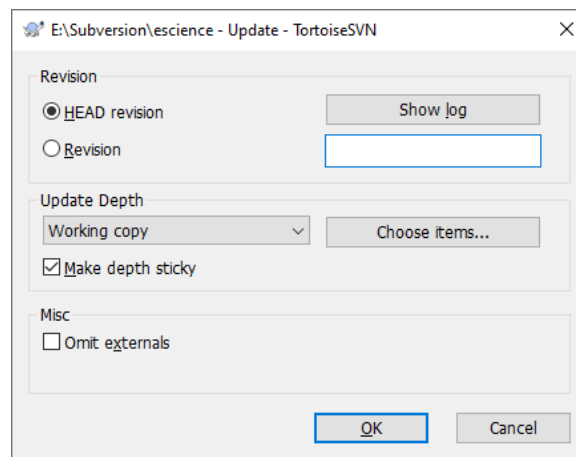 E:\Subversion\escience - Update - TortoiseSVN
Revision
HEAD revision
Show log
Revision
Update Depth
Working copy
Choose items...
Make depth sticky
Misc
Omit externals
OK
Cancel